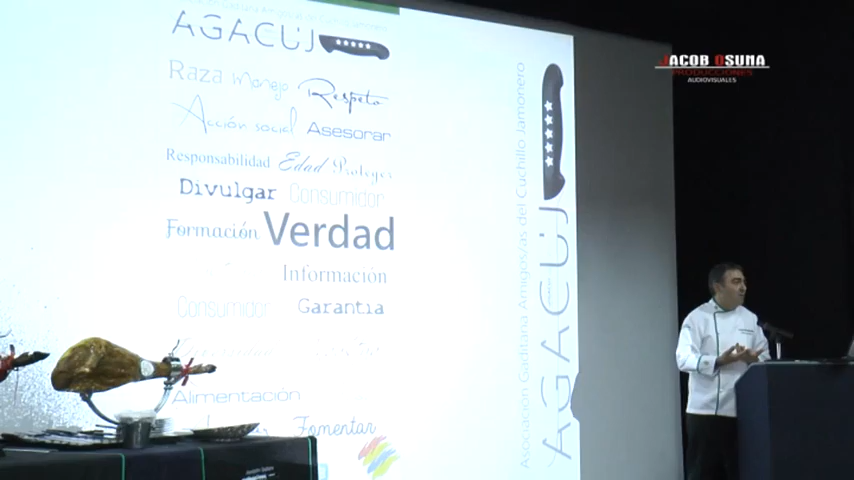 AGACUJ
Raza Manejo Respeto
Acción social Asesorar
Responsabilidad Edad Proteger
Divulgar Consumidor
Formación Verdad
Información
Consumidor Garantía
Alimentación
Fomentar
Asociación Gaditana Amigos/as del Cuchillo Jamonero
AGACUJ
JACOB OSUNA
PRODUCCIONES
AUDIOVISUALES